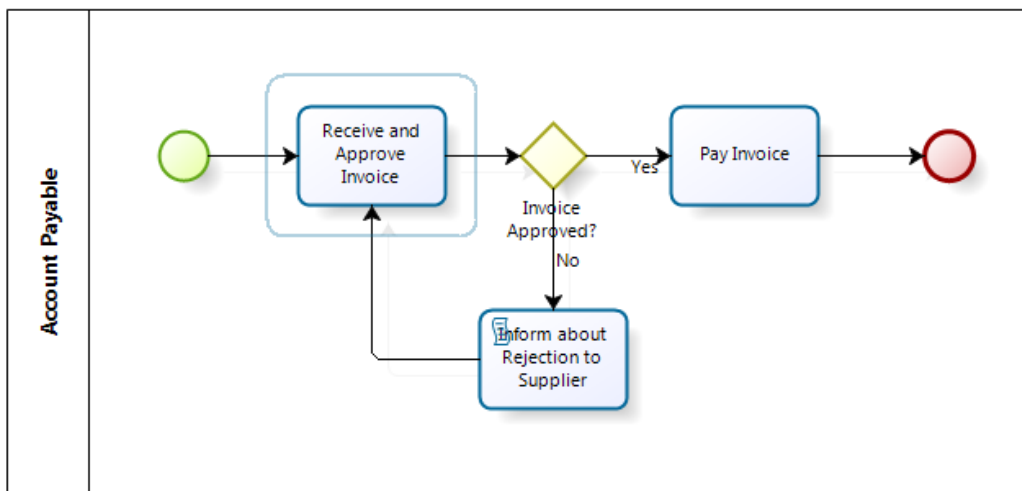 Account Payable
Receive and
Approve
Invoice
Invoice
Approved?
Yes
No
Pay Invoice
Inform about
Rejection to
Supplier